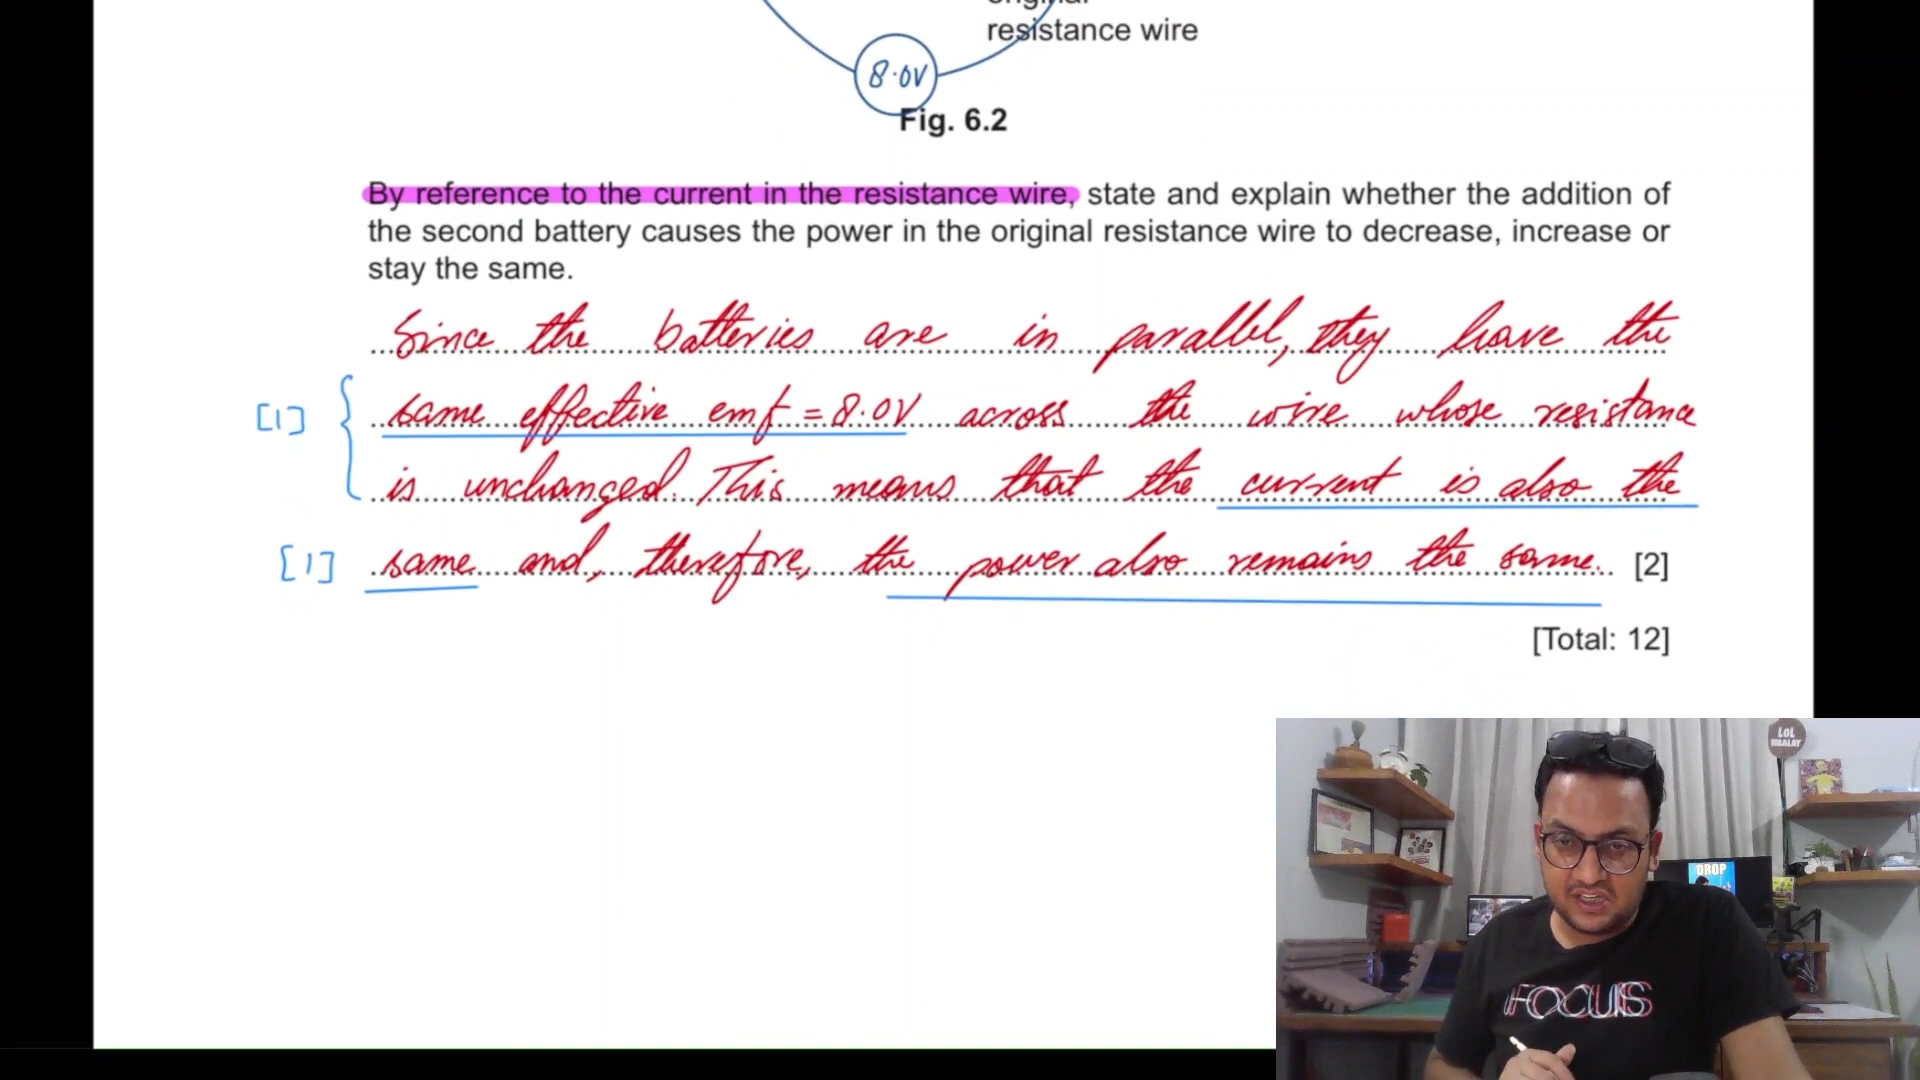 original
resistance wire
8.0V
Fig. 6.2
By reference to the current in the resistance wire, state and explain whether the addition of
the second battery causes the power in the original resistance wire to decrease, increase or
stay the same.
Since the batteries are in parallel, they have the
[1] same effective emf = 8.0V across the wire whose resistance
is unchanged. This means that the current is also the
[1] same and, therefore, the power also remains the same. [2]
[Total: 12]
LOL
DROP
FOCUS